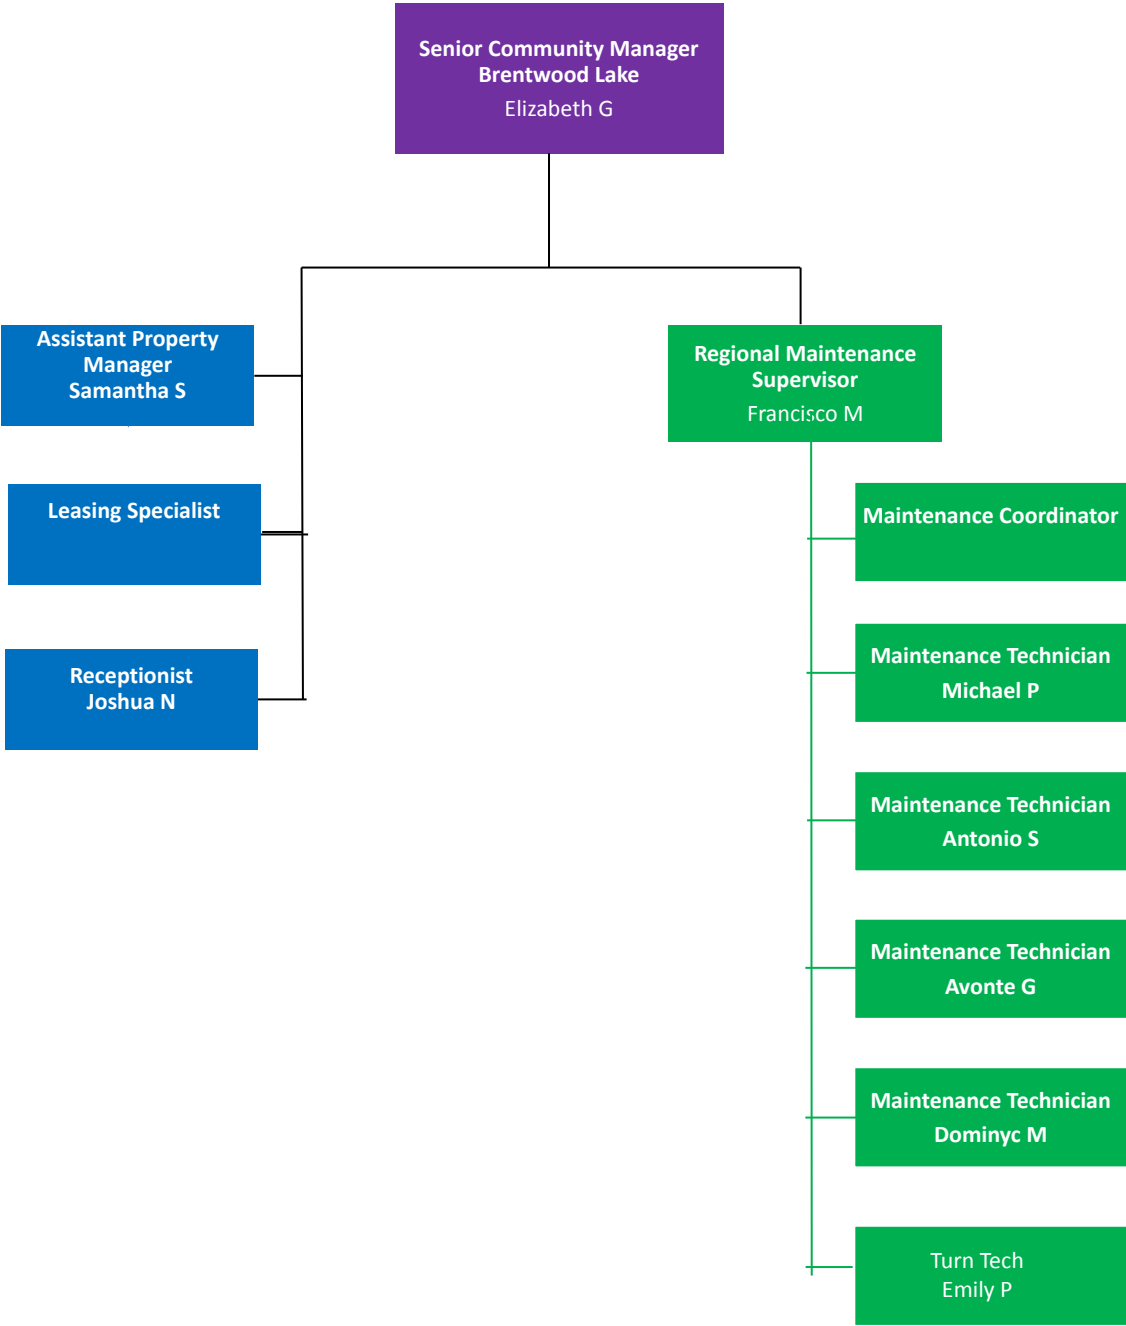 Senior Community Manager
Brentwood Lake
Elizabeth G
Assistant Property
Manager
Samantha S
Leasing Specialist
Receptionist
Joshua N
Regional Maintenance
Supervisor
Francisco M
Maintenance Coordinator
Maintenance Technician
Michael P
Maintenance Technician
Antonio S
Maintenance Technician
Avonte G
Maintenance Technician
Dominyc M
Turn Tech
Emily P